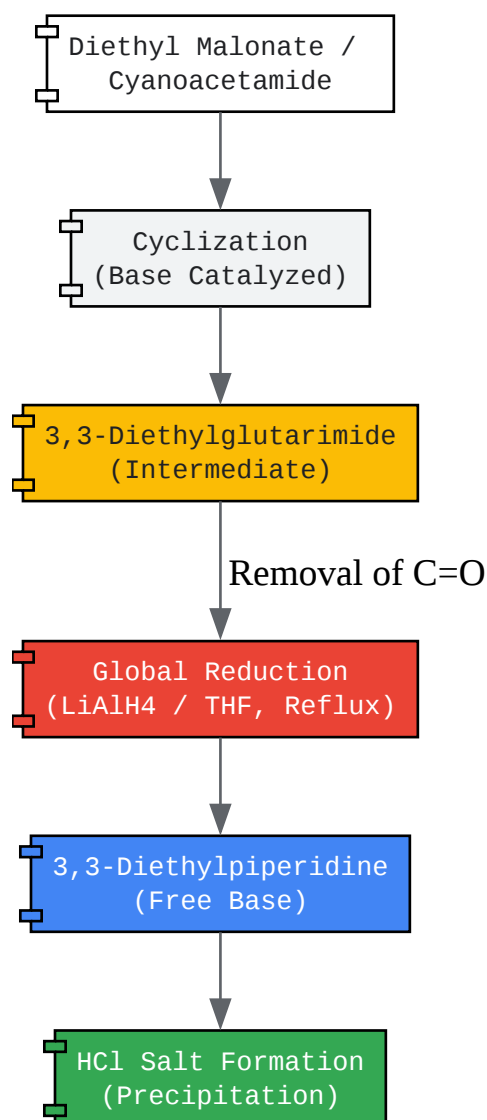 Diethyl Malonate /
Cyanoacetamide
Cyclization
(Base Catalyzed)
3,3-Diethylglutarimide
(Intermediate)
Removal of C=O
Global Reduction
(LiAlH4 / THF, Reflux)
3,3-Diethylpiperidine
(Free Base)
HCl Salt Formation
(Precipitation)